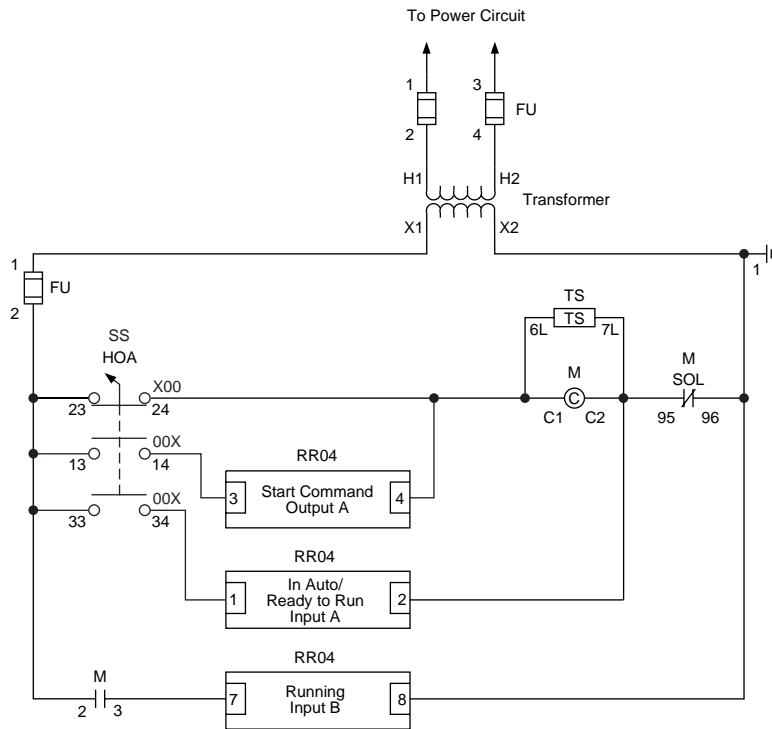 To Power Circuit
1 3
FU
2 4
H1 H2
Transformer
X1 X2
1
FU
2
1
TS
TS
6L 7L
SS
HOA
M
C
C1 C2
M
SOL
95 96
X00
23 24
00X
13 14
RR04
3 Start Command 4
Output A
00X
33 34
RR04
In Auto/
1 Ready to Run 2
Input A
RR04
M
2 3
7 Running 8
Input B